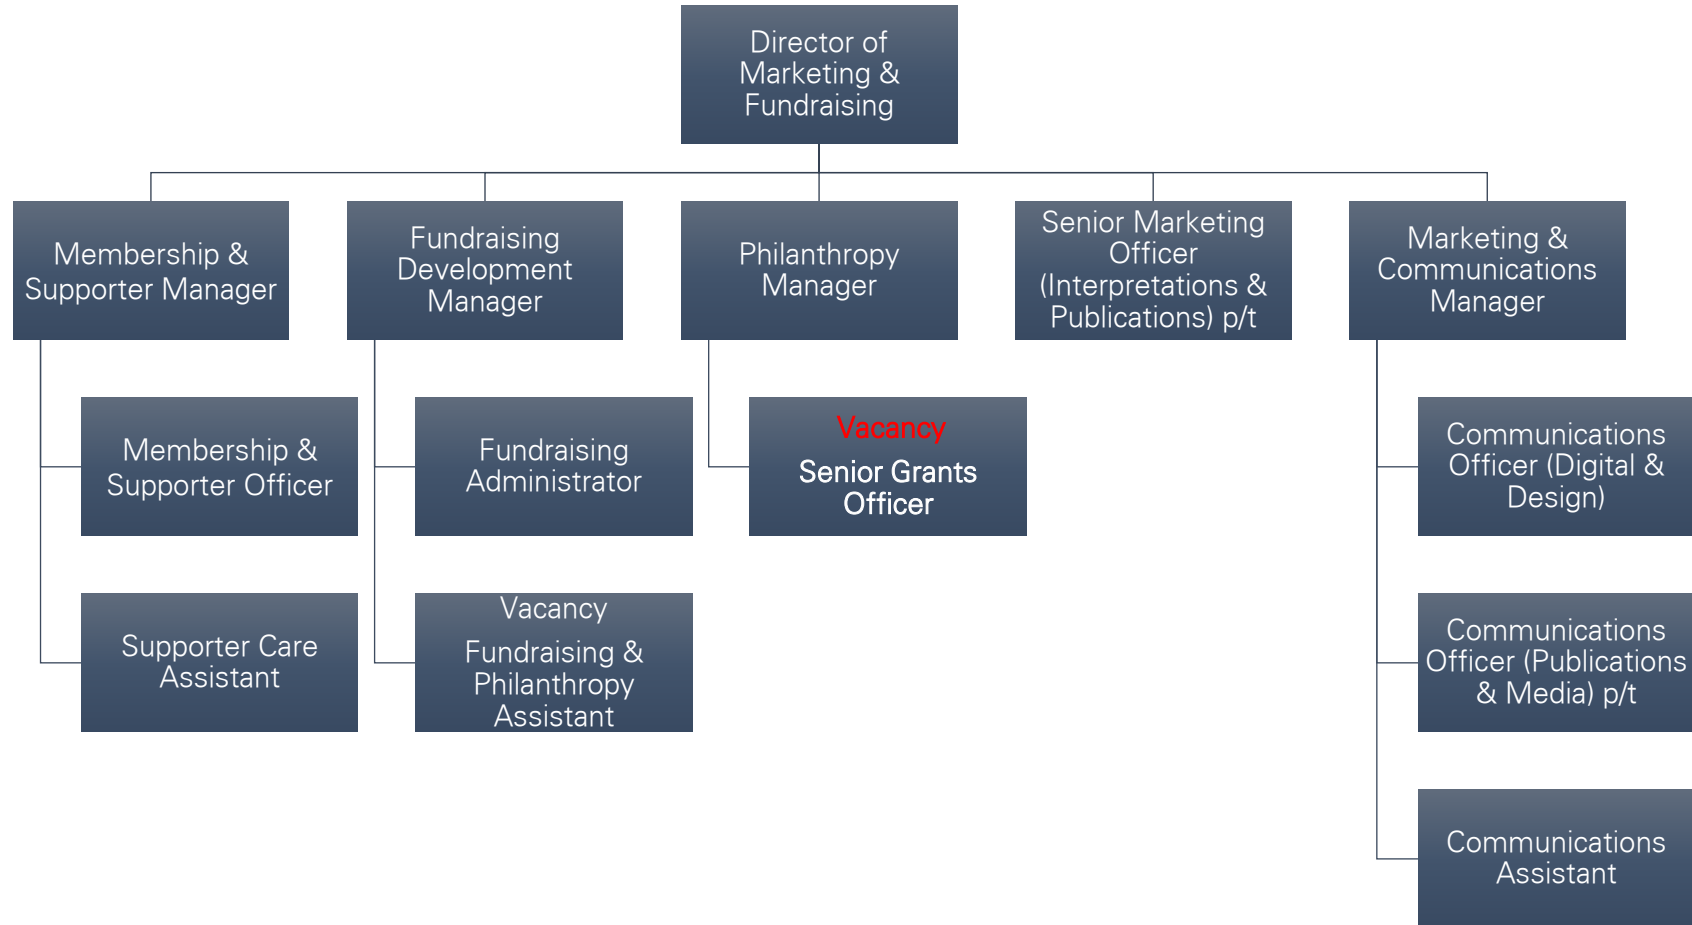 Director of
Marketing &
Fundraising
Membership &
Supporter Manager
Fundraising
Development
Manager
Philanthropy
Manager
Senior Marketing
Officer
(Interpretations &
Publications) p/t
Marketing &
Communications
Manager
Membership &
Supporter Officer
Fundraising
Administrator
Vacancy
Senior Grants
Officer
Communications
Officer (Digital &
Design)
Supporter Care
Assistant
Vacancy
Fundraising &
Philanthropy
Assistant
Communications
Officer (Publications
& Media) p/t
Communications
Assistant